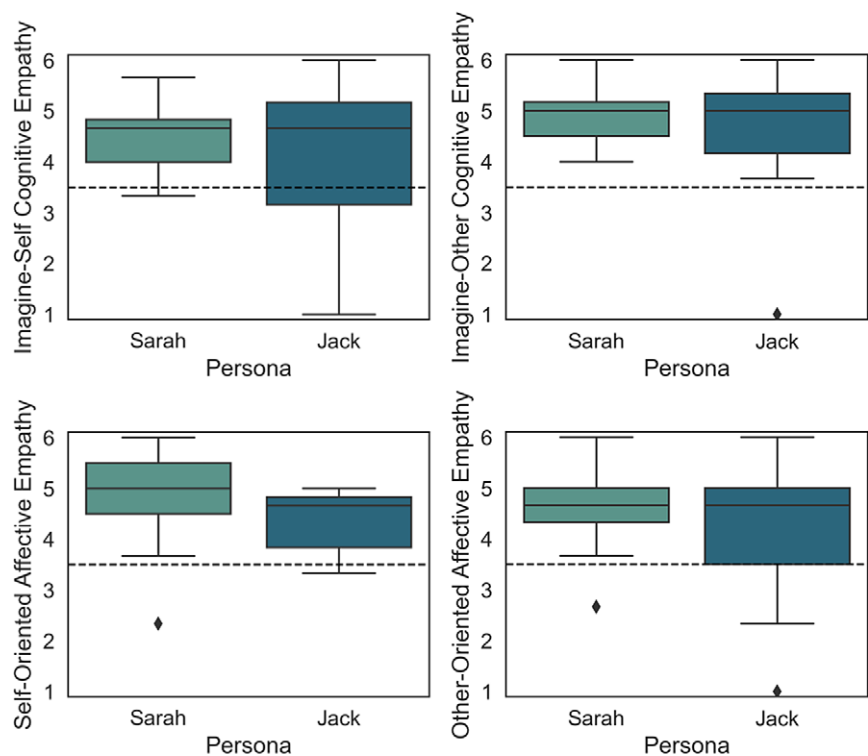 Imagine-Self Cognitive Empathy
6
5
4
3
2
1
Sarah Jack
Persona
Imagine-Other Cognitive Empathy
6
5
4
3
2
1
Sarah Jack
Persona
Self-Oriented Affective Empathy
6
5
4
3
2
1
Sarah Jack
Persona
Other-Oriented Affective Empathy
6
5
4
3
2
1
Sarah Jack
Persona